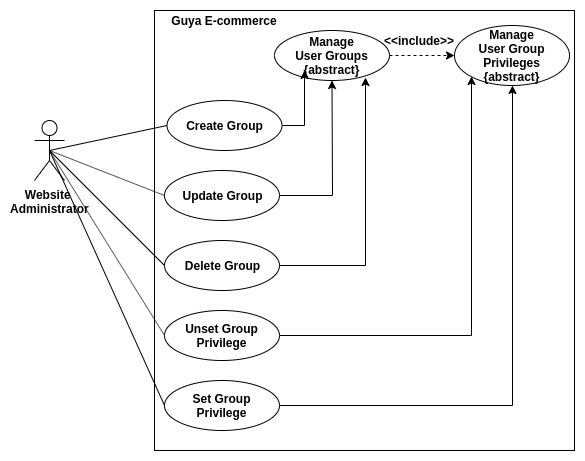 Guya E-commerce
Manage
User Groups
{abstract}
<<include>>
Manage
User Group
Privileges
{abstract}
Create Group
Website
Administrator
Update Group
Delete Group
Unset Group
Privilege
Set Group
Privilege